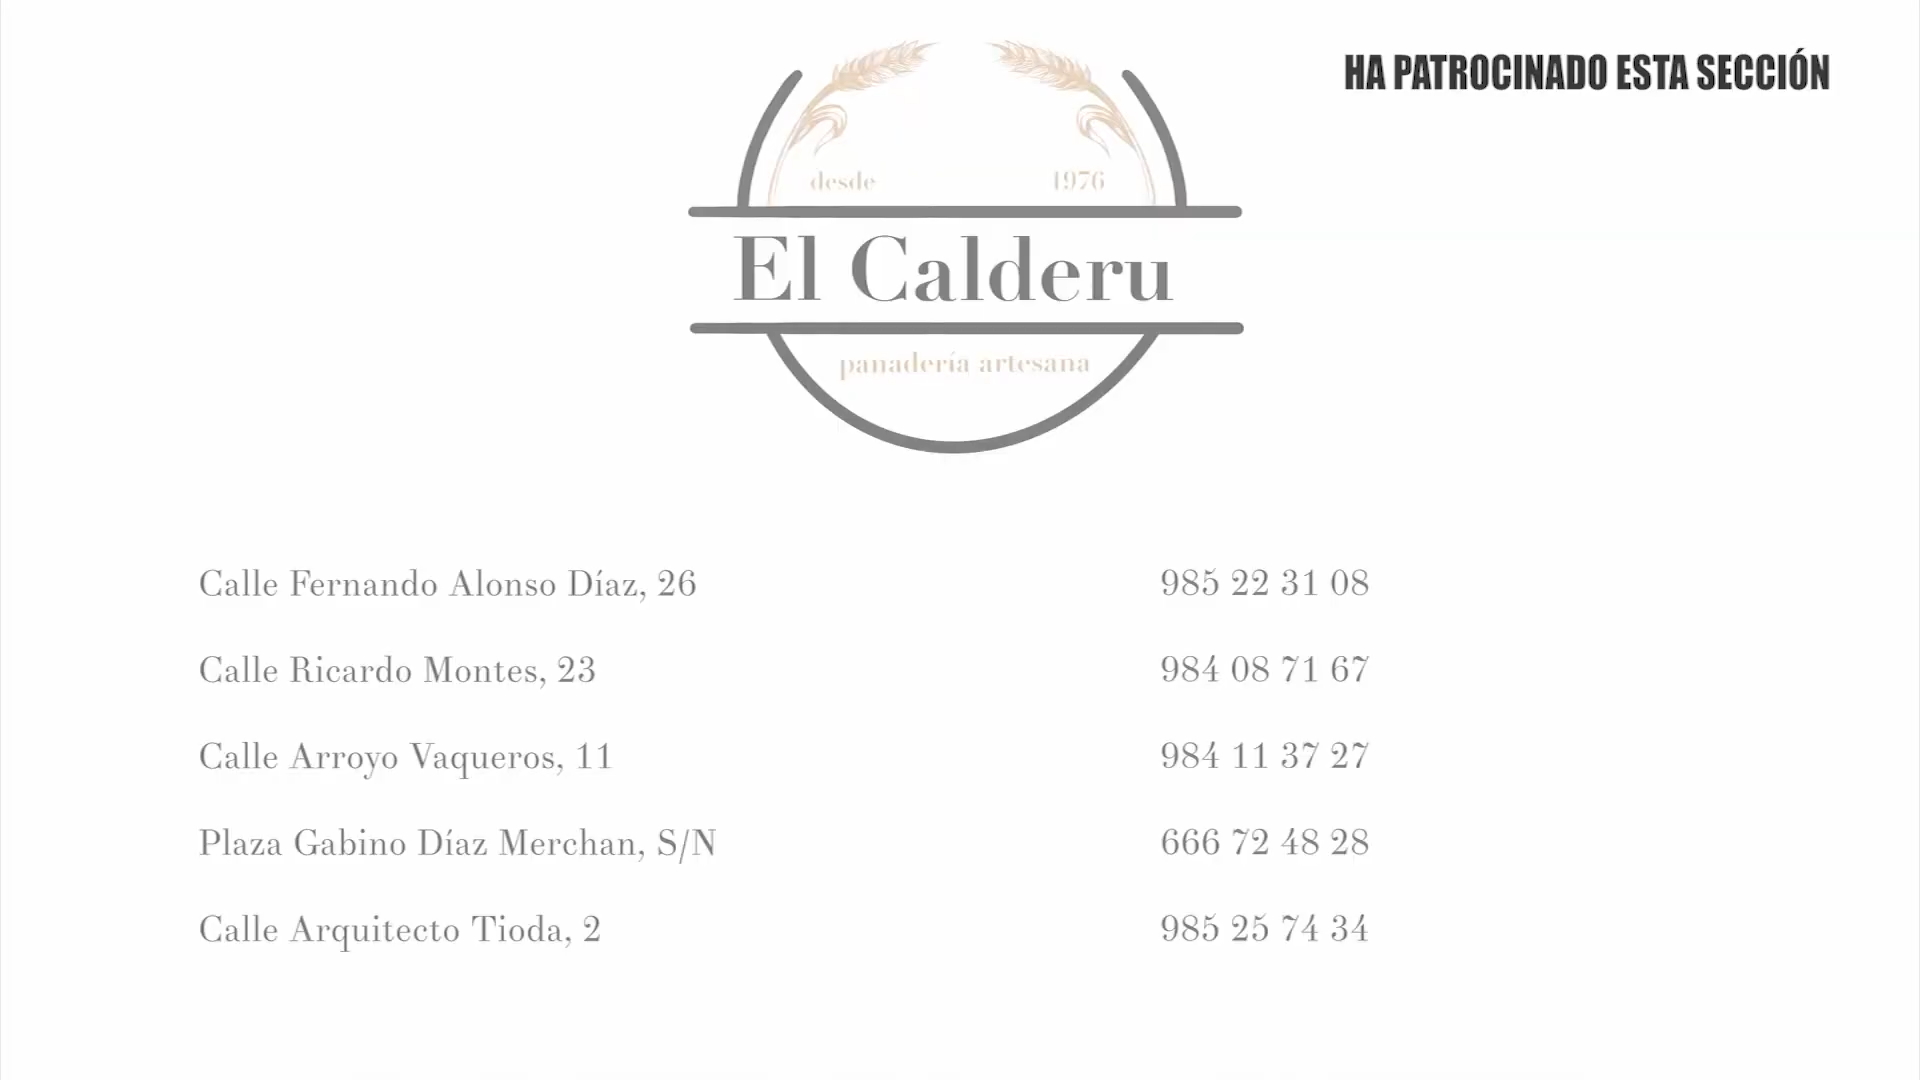 HA PATROCINADO ESTA SECCIÓN
desde 1976
El Calderu
panadería artesana
Calle Fernando Alonso Díaz, 26 985 22 31 08
Calle Ricardo Montes, 23 984 08 71 67
Calle Arroyo Vaqueros, 11 984 11 37 27
Plaza Gabino Díaz Merchan, S/N 666 72 48 28
Calle Arquitecto Tioda, 2 985 25 74 34